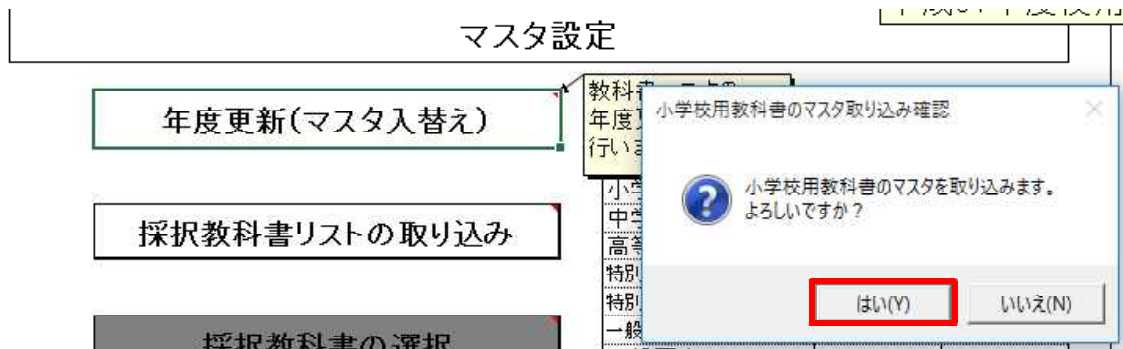 マスタ設定
年度更新(マスタ入替え)
教科
年度
行い
小学校用教科書のマスタ取り込み確認
小学校用教科書のマスタを取り込みます。
よろしいですか？
はい(Y)
いいえ(N)
採択教科書リストの取り込み
小学
中学
高等
特別
特別
一般
採択教科書の選択